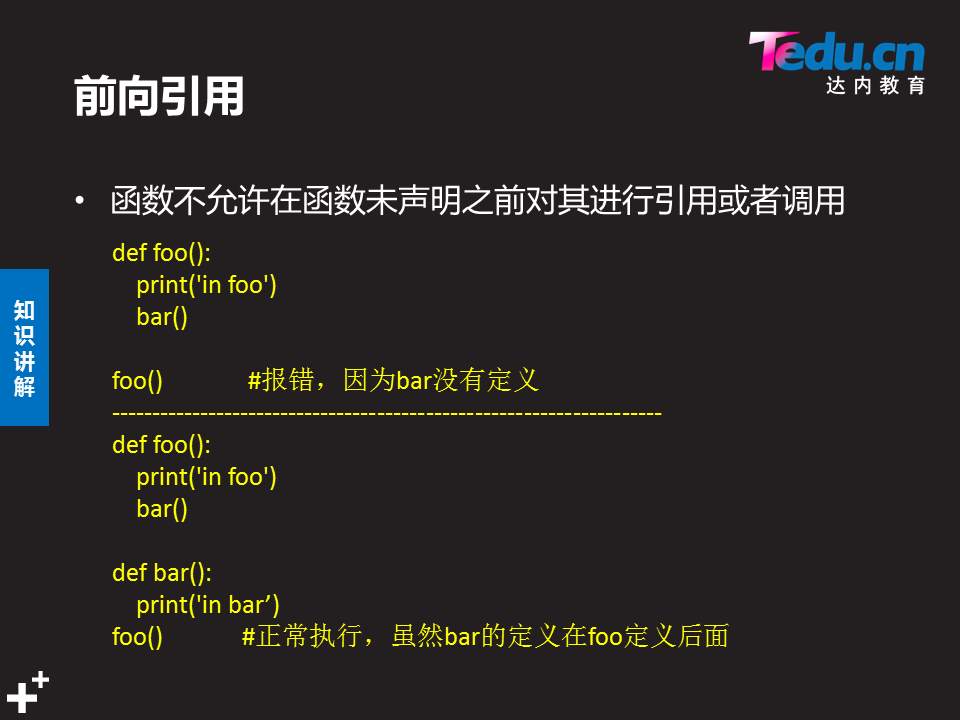 Tedu.cn
达内教育
前向引用
• 函数不允许在函数未声明之前对其进行引用或者调用
def foo():
    print('in foo')
    bar()
foo() #报错，因为bar没有定义
---------------------------------------------------------------------
def foo():
    print('in foo')
    bar()
def bar():
    print('in bar’)
foo() #正常执行，虽然bar的定义在foo定义后面
知
识
讲
解